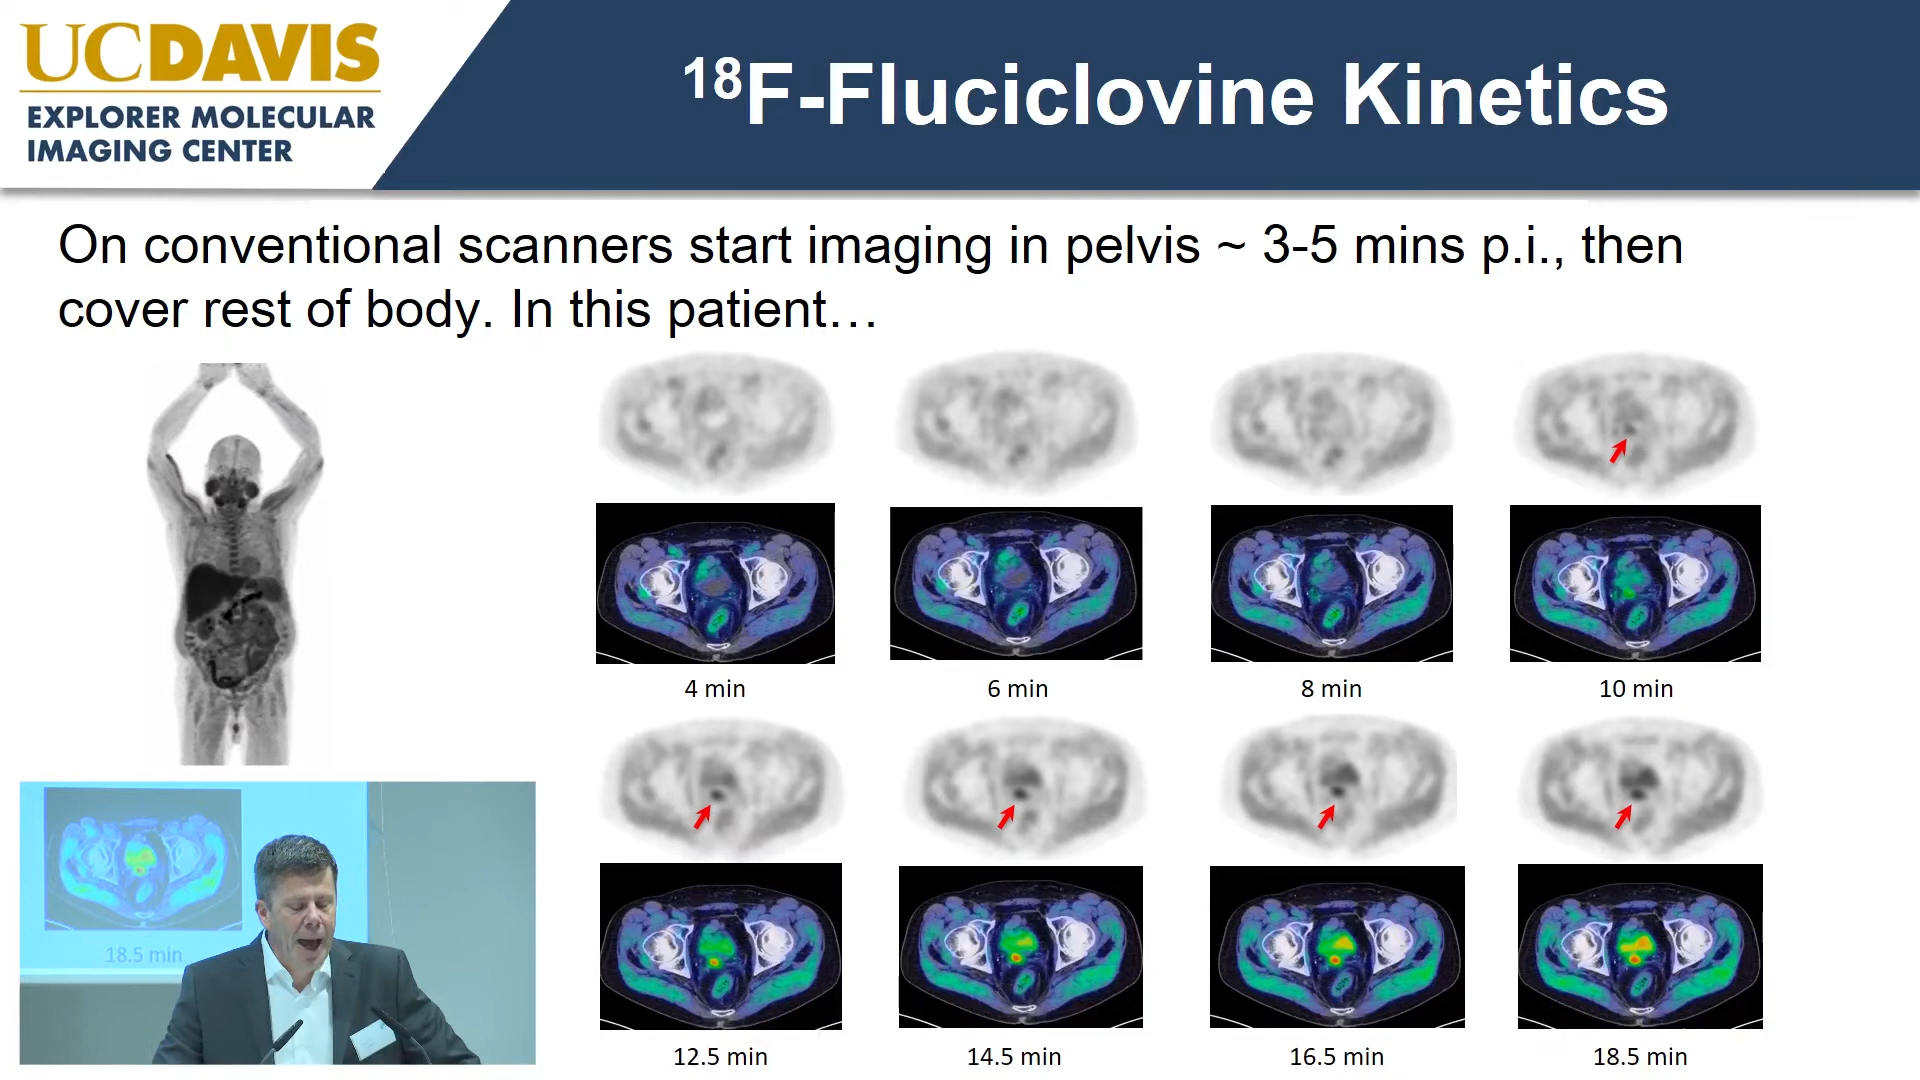 UCDAVIS
EXPLORER MOLECULAR
IMAGING CENTER
¹⁸F-Fluciclovine Kinetics
On conventional scanners start imaging in pelvis ~ 3-5 mins p.i., then
cover rest of body. In this patient…
4 min
6 min
8 min
10 min
18.5 min
12.5 min
14.5 min
16.5 min
18.5 min